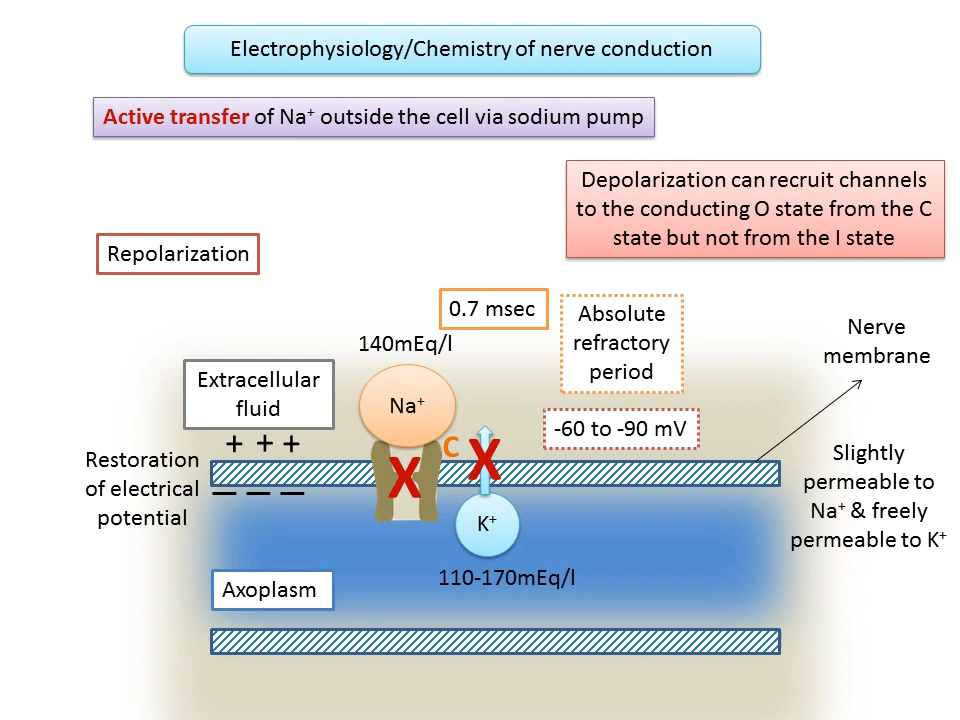 Electrophysiology/Chemistry of nerve conduction
Active transfer of Na⁺ outside the cell via sodium pump
Depolarization can recruit channels
to the conducting O state from the C
state but not from the I state
Repolarization
0.7 msec
Absolute
refractory
period
Nerve
membrane
140mEq/l
Extracellular
fluid
Na⁺
-60 to -90 mV
+ + +
C
X
X
Restoration
of electrical
potential
— — —
Slightly
permeable to
Na⁺ & freely
permeable to K⁺
K⁺
110-170mEq/l
Axoplasm